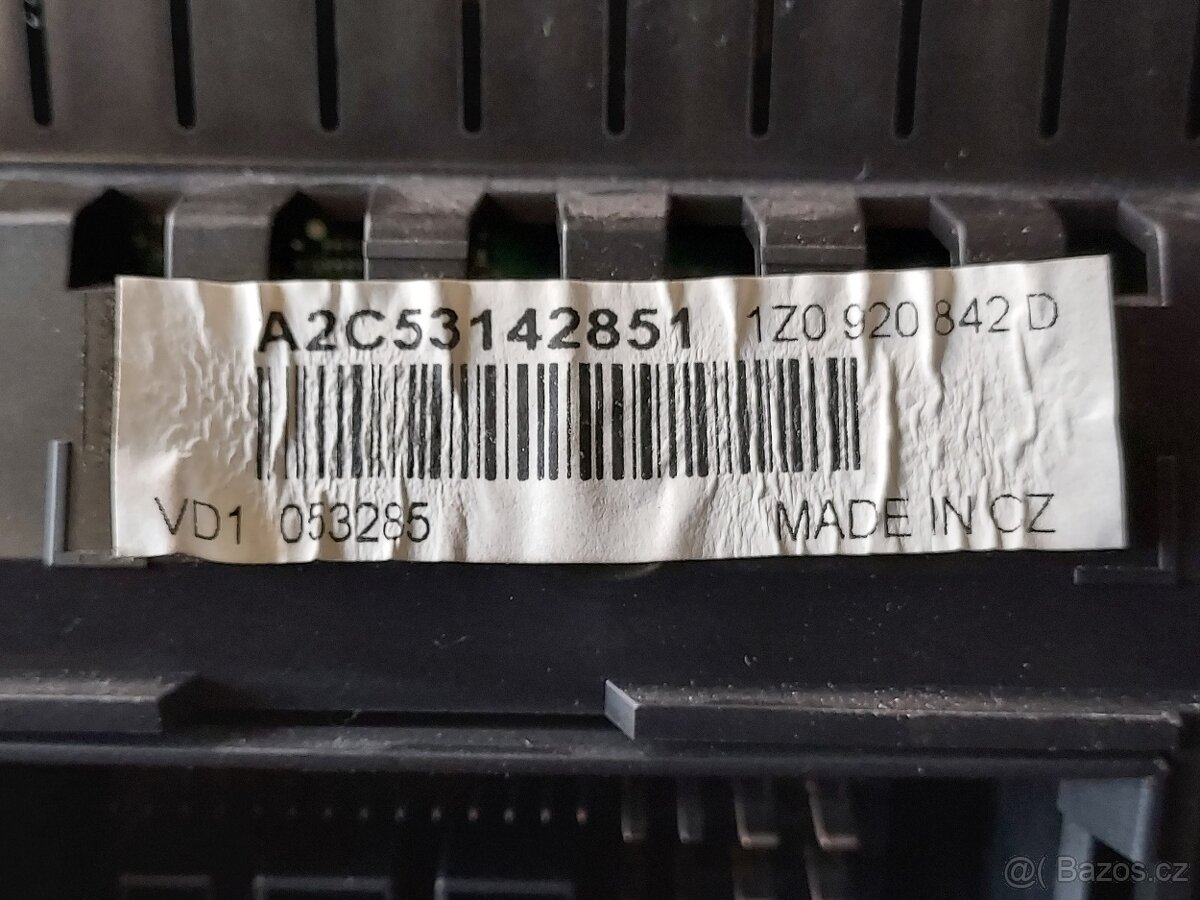 A2C53142851 1Z0 920 842 D
VD1 053285 MADE IN CZ
@( Bazos.cz